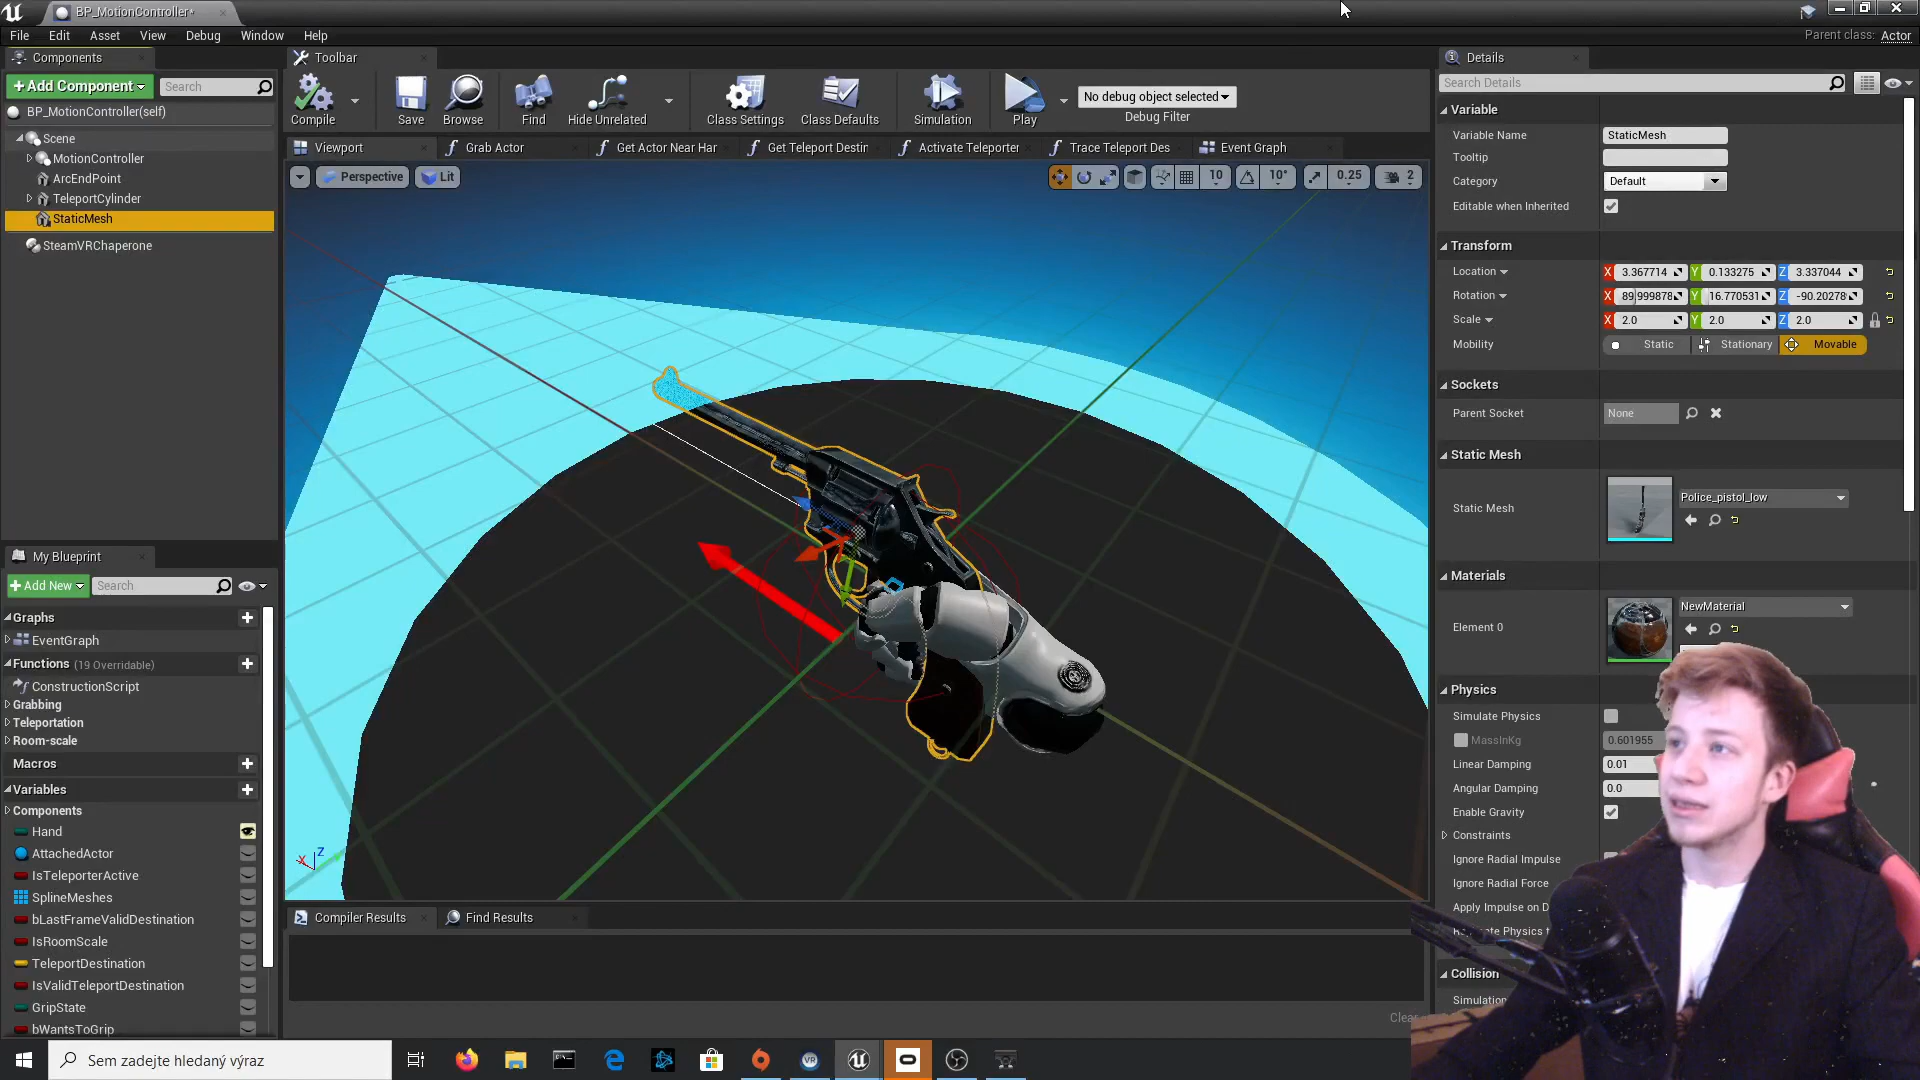 BP_MotionController*
File Edit Asset View Debug Window Help
Parent class: Actor
Components
Toolbar
Details
+Add Component
Search
BP_MotionController(self)
Scene
MotionController
ArcEndPoint
TeleportCylinder
StaticMesh
SteamVRChaperone
Compile
Save
Browse
Find
Hide Unrelated
Class Settings
Class Defaults
Simulation
Play
No debug object selected
Debug Filter
Viewport
Grab Actor
Get Actor Near Har
Get Teleport Destin
Activate Teleporter
Trace Teleport Des
Event Graph
Perspective
Lit
10
10°
0.25
2
Search Details
Variable
Variable Name StaticMesh
Tooltip
Category Default
Editable when Inherited
Transform
Location X 3.367714 Y 0.133275 Z 3.337044
Rotation X 89.999878 Y 16.770531 Z -90.20278
Scale X 2.0 Y 2.0 Z 2.0
Mobility Static Stationary Movable
Sockets
Parent Socket None
Static Mesh
Static Mesh Police_pistol_low
Materials
Element 0 NewMaterial
Physics
Simulate Physics
MassInKg 0.601955
Linear Damping 0.01
Angular Damping 0.0
Enable Gravity
Constraints
Ignore Radial Impulse
Ignore Radial Force
Apply Impulse on D
Physics
Collision
Simulation
My Blueprint
+Add New
Search
Graphs
EventGraph
Functions (19 Overridable)
ConstructionScript
Grabbing
Teleportation
Room-scale
Macros
Variables
Components
Hand
AttachedActor
IsTeleporterActive
SplineMeshes
bLastFrameValidDestination
IsRoomScale
TeleportDestination
IsValidTeleportDestination
GripState
bWantsToGrip
X Z
Compiler Results
Find Results
Clear
Sem zadejte hledaný výraz